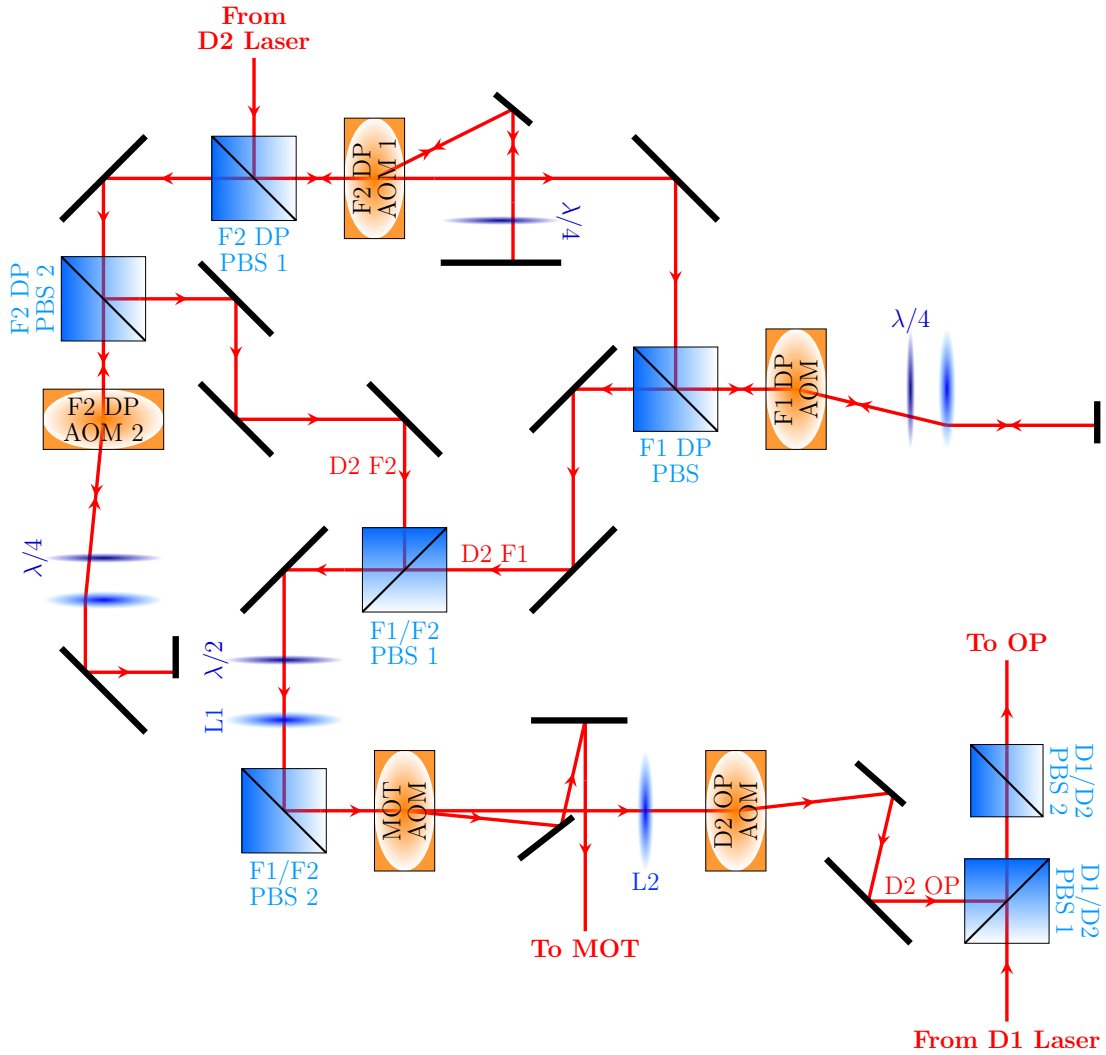 From
D2 Laser
F2 DP
AOM 1
λ/4
F2 DP
PBS 1
F2 DP
PBS 2
F2 DP
AOM 2
λ/4
F1 DP
AOM
λ/4
F1 DP
PBS
D2 F2
D2 F1
F1/F2
PBS 1
λ/2
L1
F1/F2
PBS 2
MOT
AOM
To MOT
L2
D2 OP
AOM
D2 OP
To OP
D1/D2
PBS 2
D1/D2
PBS 1
From D1 Laser